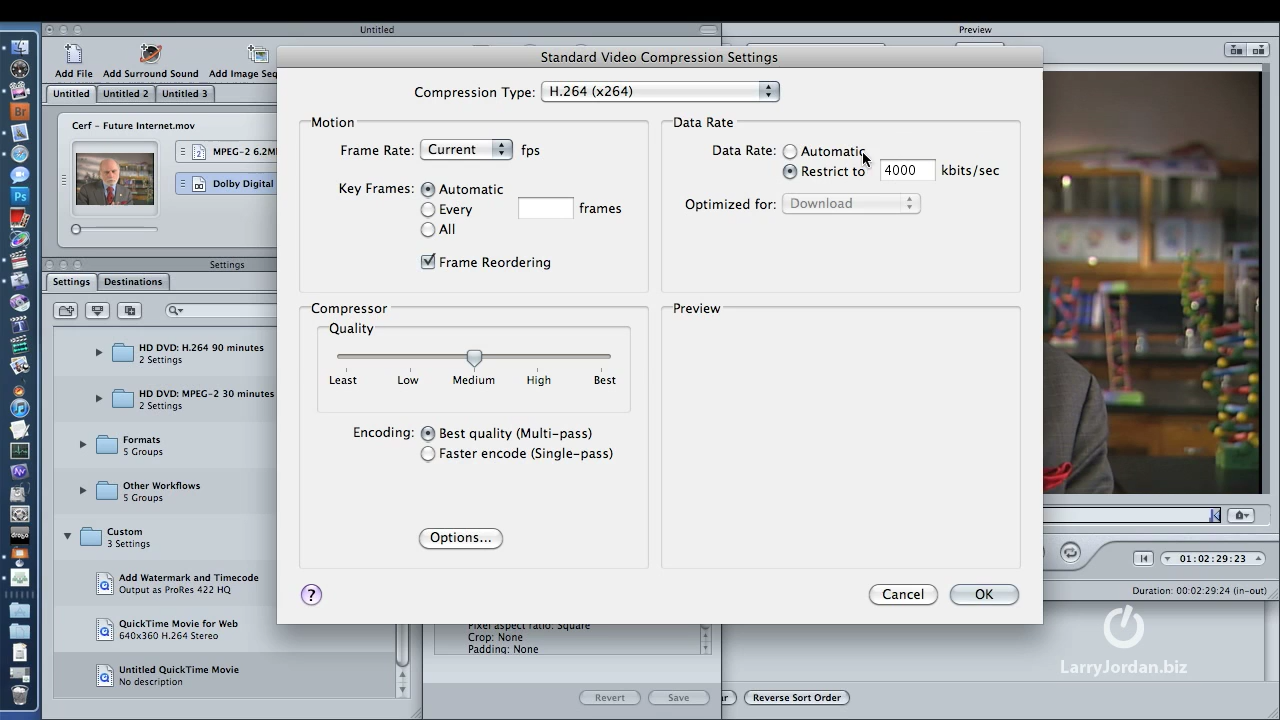 Untitled
Preview
Add File
Add Surround Sound
Add Image Seq
Untitled
Untitled 2
Untitled 3
Cerf - Future Internet.mov
MPEG-2 6.2M
Dolby Digital
Settings
Settings
Destinations
HD DVD: H.264 90 minutes
2 Settings
HD DVD: MPEG-2 30 minutes
2 Settings
Formats
5 Groups
Other Workflows
5 Groups
Custom
3 Settings
Add Watermark and Timecode
Output as ProRes 422 HQ
QuickTime Movie for Web
640x360 H.264 Stereo
Untitled QuickTime Movie
No description
Standard Video Compression Settings
Compression Type: H.264 (x264)
Motion
Frame Rate: Current fps
Key Frames: Automatic
Every frames
All
Frame Reordering
Data Rate
Data Rate: Automatic
Restrict to 4000 kbits/sec
Optimized for: Download
Compressor
Quality
Least Low Medium High Best
Encoding: Best quality (Multi-pass)
Faster encode (Single-pass)
Options...
Preview
?
Cancel
OK
Pixel aspect ratio: Square
Crop: None
Padding: None
Revert
Save
Reverse Sort Order
01:02:29:23
Duration: 00:02:29:24 (in-out)
LarryJordan.biz
Br
Ps